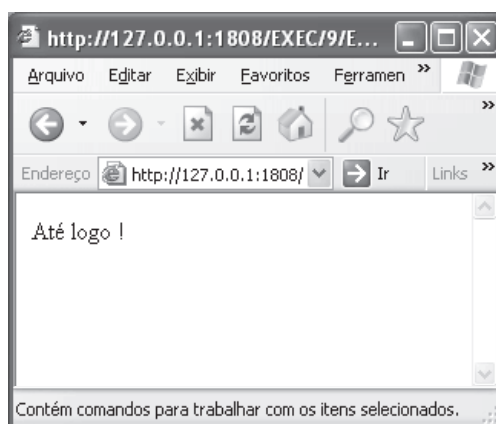 http://127.0.0.1:1808/EXEC/9/E...
Arquivo Editar Exibir Favoritos Ferramen »
»
Endereço http://127.0.0.1:1808/ Ir Links »
Até logo !
Contém comandos para trabalhar com os itens selecionados.